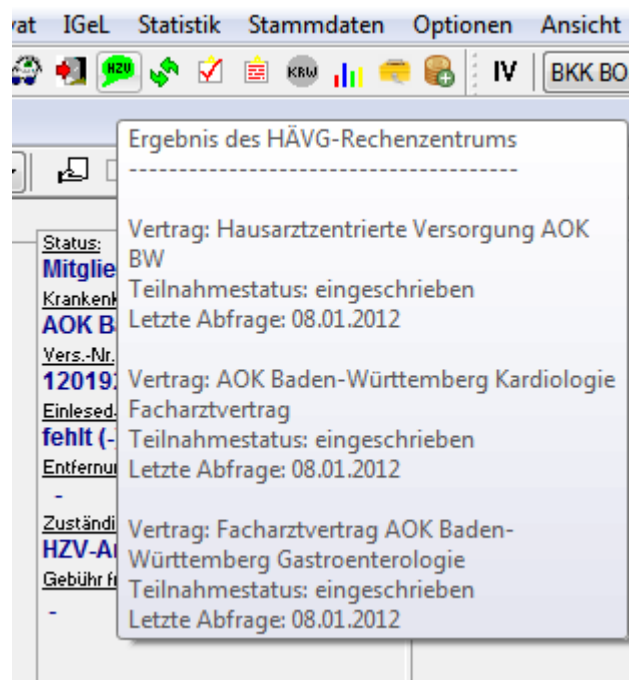 IGeL Statistik Stammdaten Optionen Ansicht
HZV KBW IV BKK BO
Ergebnis des HÄVG-Rechenzentrums
---------------------------------------
Vertrag: Hausarztzentrierte Versorgung AOK
BW
Teilnahmestatus: eingeschrieben
Letzte Abfrage: 08.01.2012
Vertrag: AOK Baden-Württemberg Kardiologie
Facharztvertrag
Teilnahmestatus: eingeschrieben
Letzte Abfrage: 08.01.2012
Vertrag: Facharztvertrag AOK Baden-
Württemberg Gastroenterologie
Teilnahmestatus: eingeschrieben
Letzte Abfrage: 08.01.2012
Status:
Mitglie
Krankenk
AOK B
Vers.-Nr.
12019
Einlesed
fehlt (-
Entfernu
-
Zuständi
HZV-A
Gebühr f
-